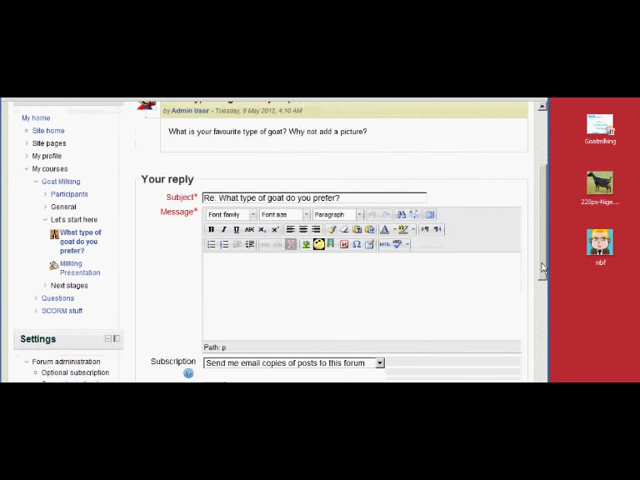 by Admin User - Tuesday, 8 May 2012, 4:10 AM
What is your favourite type of goat? Why not add a picture?
My home
Site home
Site pages
My profile
My courses
Goat Milking
Participants
General
Let's start here
What type of
goat do you
prefer?
Milking
Presentation
Next stages
Questions
SCORM stuff
Settings
Forum administration
Optional subscription
Your reply
Subject* Re: What type of goat do you prefer?
Message*
Font family Font size Paragraph
Path: p
Subscription Send me email copies of posts to this forum
Goatmilking
220px-Nige...